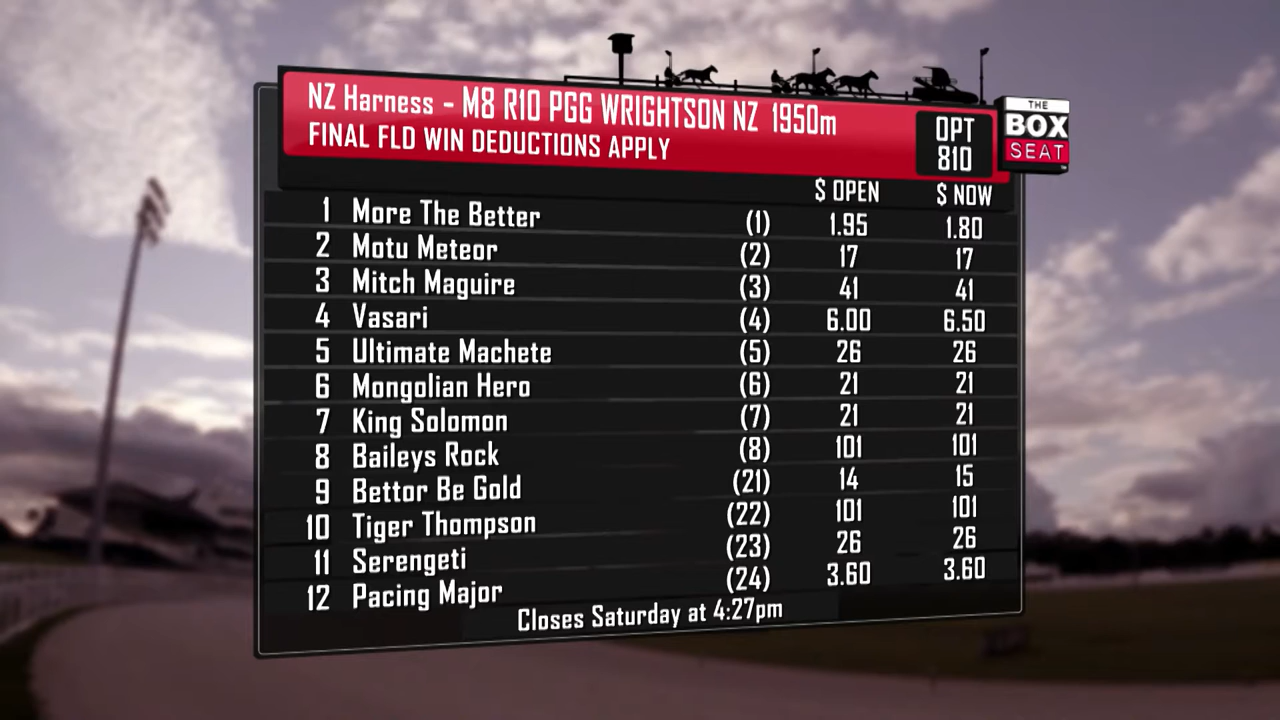 NZ Harness - M8 R10 PGG WRIGHTSON NZ 1950m
FINAL FLD WIN DEDUCTIONS APPLY
OPT
810
THE
BOX
SEAT
$ OPEN $ NOW
1 More The Better (1) 1.95 1.80
2 Motu Meteor (2) 17 17
3 Mitch Maguire (3) 41 41
4 Vasari (4) 6.00 6.50
5 Ultimate Machete (5) 26 26
6 Mongolian Hero (6) 21 21
7 King Solomon (7) 21 21
8 Baileys Rock (8) 101 101
9 Bettor Be Gold (21) 14 15
10 Tiger Thompson (22) 101 101
11 Serengeti (23) 26 26
12 Pacing Major (24) 3.60 3.60
Closes Saturday at 4:27pm